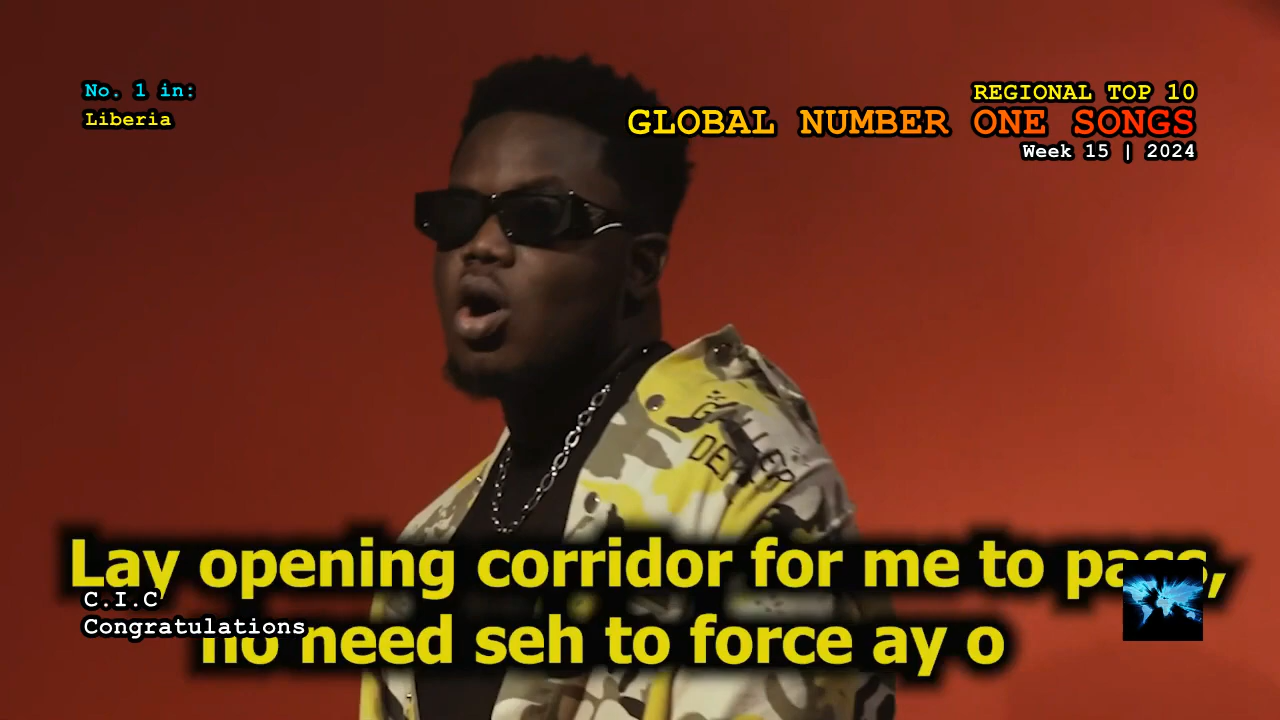 No. 1 in:
Liberia
REGIONAL TOP 10
GLOBAL NUMBER ONE SONGS
Week 15 | 2024
Lay opening corridor for me to pass,
no need seh to force ay o
C.I.C
Congratulations